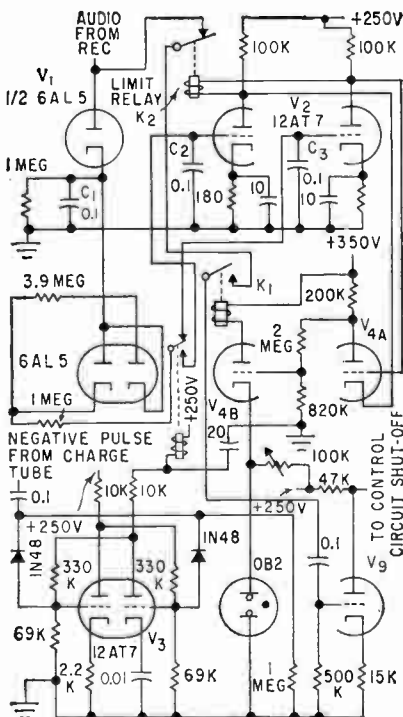 AUDIO
FROM
REC
+250V
100K
100K
V1
1/2 6AL5
LIMIT
RELAY
K2
V2
12AT7
C2
0.1
C3
0.1
1 MEG
C1
0.1
180
10
10
+350V
3.9 MEG
K1
200K
6AL5
2
MEG
V4A
1 MEG
V4B
820K
+250V
20
NEGATIVE PULSE
FROM CHARGE
TUBE
100K
47K
+250V
TO CONTROL
CIRCUIT SHUT-OFF
0.1
10K
10K
+250V
1N48
1N48
0.1
330
K
330
K
V9
0B2
69K
V3
12AT7
2.2
K
0.01
69K
1
MEG
500
K
15K